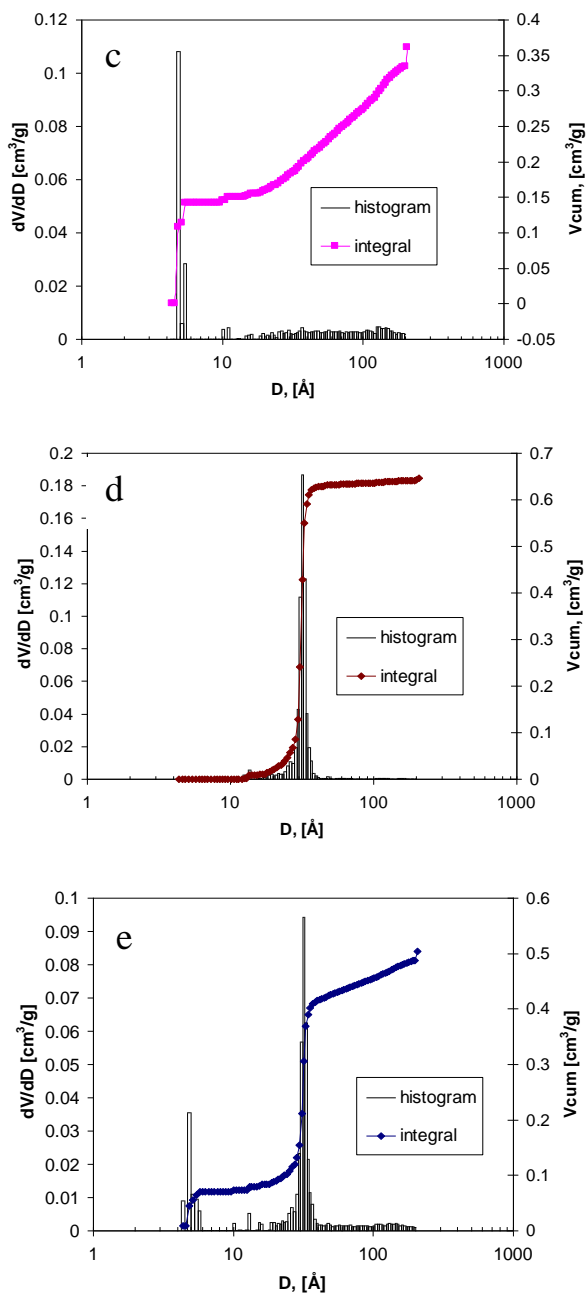 c
dV/dD [cm³/g]
0.12
0.1
0.08
0.06
0.04
0.02
0
0.4
0.35
0.3
0.25
0.2
0.15
0.1
0.05
0
-0.05
Vcum, [cm³/g]
histogram
integral
1 10 100 1000
D, [Å]
d
dV/dD [cm³/g]
0.2
0.18
0.16
0.14
0.12
0.1
0.08
0.06
0.04
0.02
0
0.7
0.6
0.5
0.4
0.3
0.2
0.1
0
Vcum, [cm³/g]
histogram
integral
1 10 100 1000
D, [Å]
e
dV/dD [cm³/g]
0.1
0.09
0.08
0.07
0.06
0.05
0.04
0.03
0.02
0.01
0
0.6
0.5
0.4
0.3
0.2
0.1
0
Vcum [cm³/g]
histogram
integral
1 10 100 1000
D, [Å]